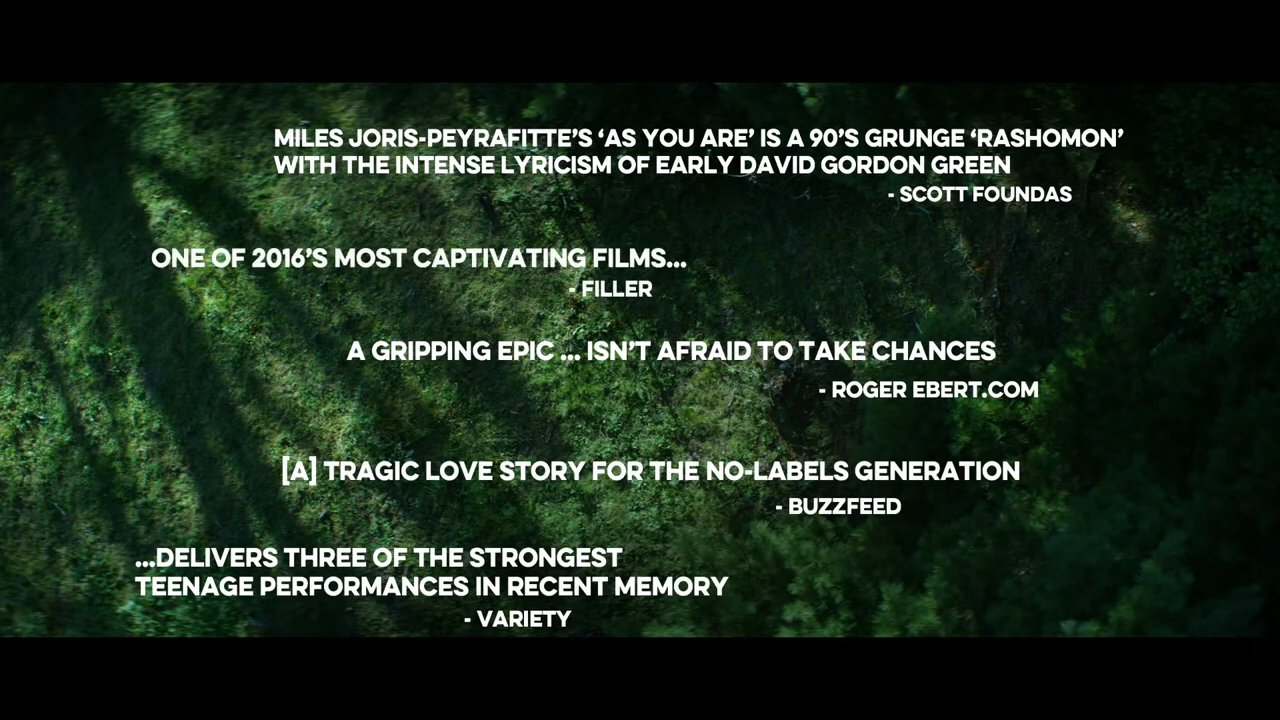 MILES JORIS-PEYRAFITTE’S ‘AS YOU ARE’ IS A 90’S GRUNGE ‘RASHOMON’
WITH THE INTENSE LYRICISM OF EARLY DAVID GORDON GREEN
- SCOTT FOUNDAS
ONE OF 2016’S MOST CAPTIVATING FILMS...
- FILLER
A GRIPPING EPIC ... ISN’T AFRAID TO TAKE CHANCES
- ROGER EBERT.COM
[A] TRAGIC LOVE STORY FOR THE NO-LABELS GENERATION
- BUZZFEED
...DELIVERS THREE OF THE STRONGEST
TEENAGE PERFORMANCES IN RECENT MEMORY
- VARIETY